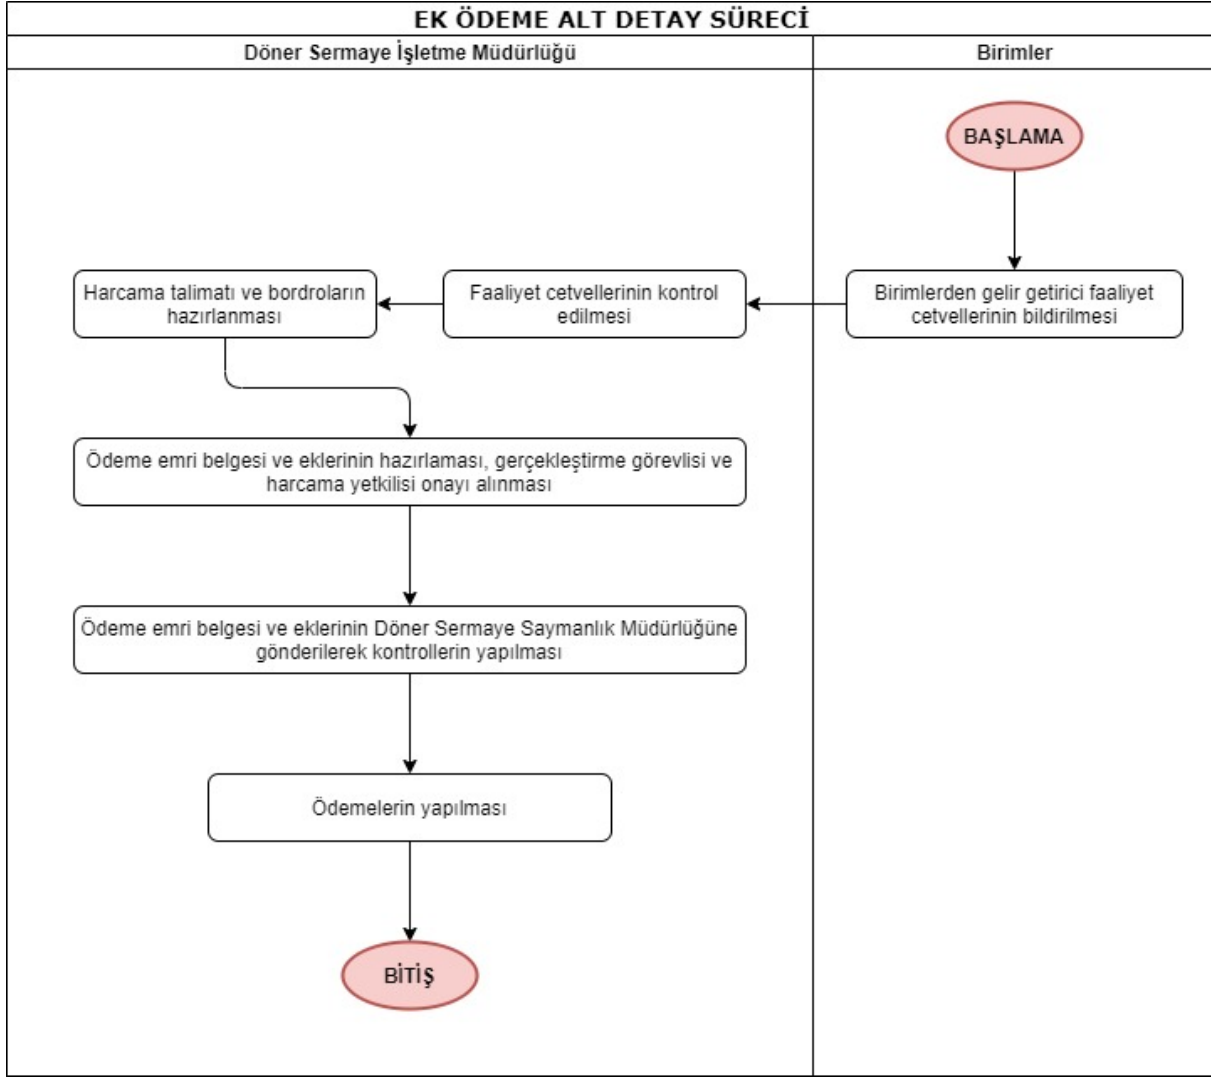 EK ÖDEME ALT DETAY SÜRECİ
Döner Sermaye İşletme Müdürlüğü
Birimler
BAŞLAMA
Birimlerden gelir getirici faaliyet
cetvellerinin bildirilmesi
Faaliyet cetvellerinin kontrol
edilmesi
Harcama talimatı ve bordroların
hazırlanması
Ödeme emri belgesi ve eklerinin hazırlaması, gerçekleştirme görevlisi ve
harcama yetkilisi onayı alınması
Ödeme emri belgesi ve eklerinin Döner Sermaye Saymanlık Müdürlüğüne
gönderilerek kontrollerin yapılması
Ödemelerin yapılması
BİTİŞ